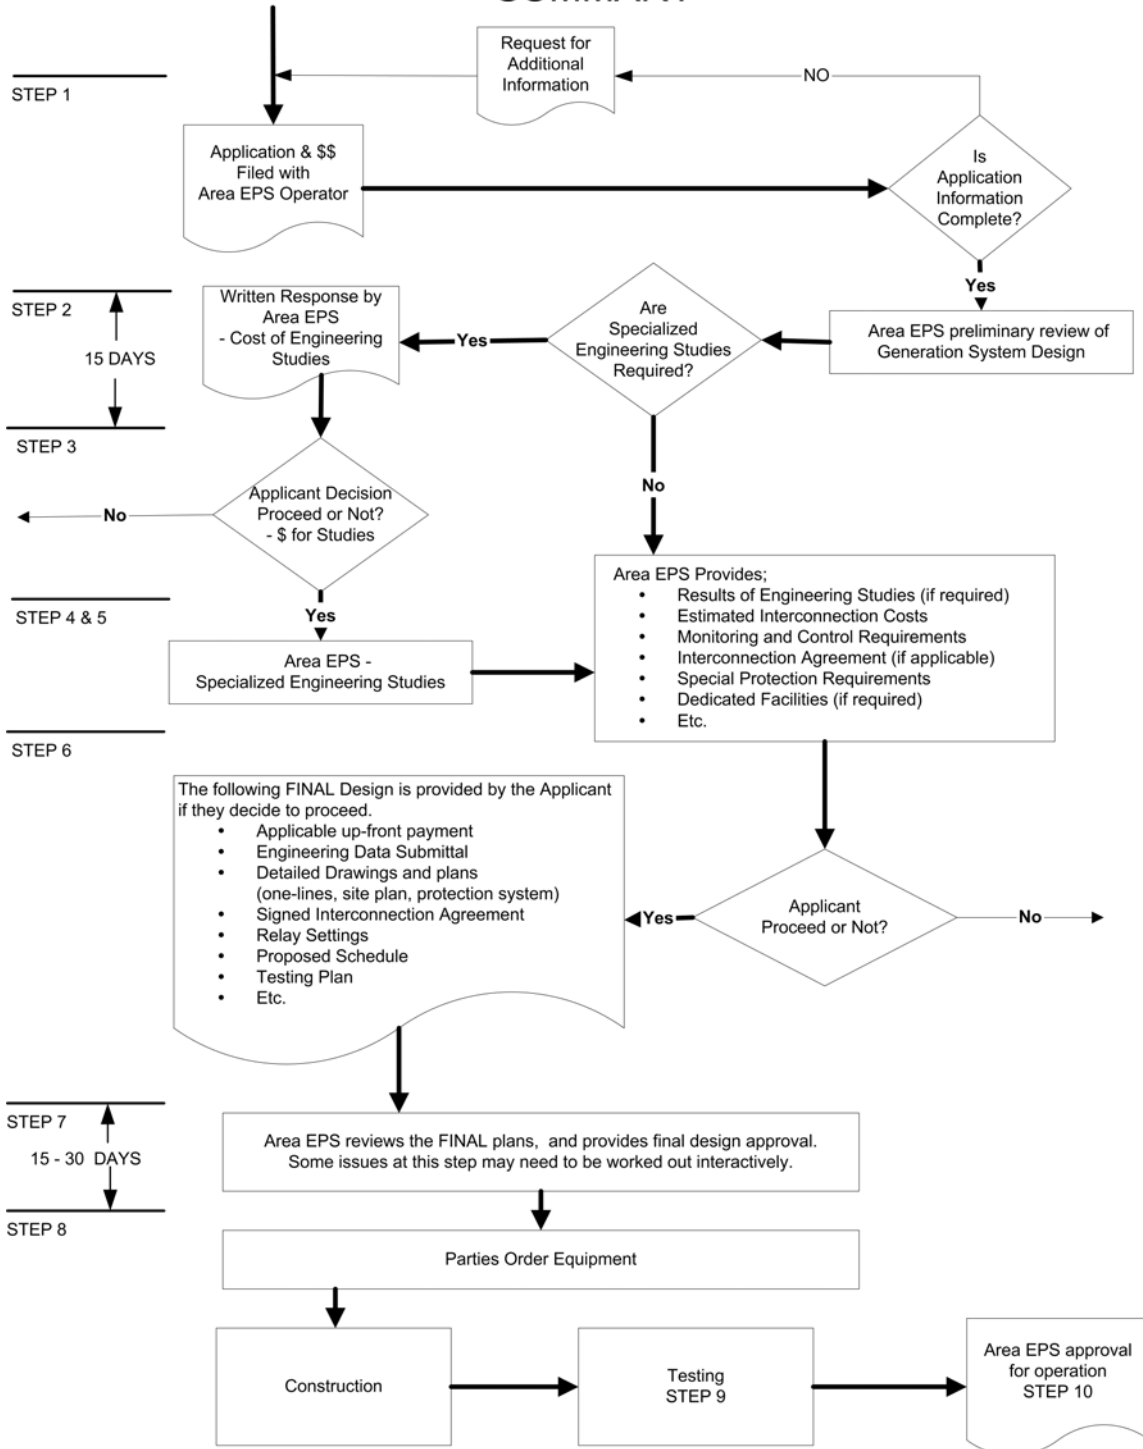 SUMMARY
Request for
Additional
Information
NO
STEP 1
Application & $$
Filed with
Area EPS Operator
Is
Application
Information
Complete?
Yes
STEP 2
15 DAYS
Written Response by
Area EPS
- Cost of Engineering
Studies
Yes
Are
Specialized
Engineering Studies
Required?
Area EPS preliminary review of
Generation System Design
STEP 3
No
Applicant Decision
Proceed or Not?
- $ for Studies
No
Yes
STEP 4 & 5
Area EPS -
Specialized Engineering Studies
Area EPS Provides;
• Results of Engineering Studies (if required)
• Estimated Interconnection Costs
• Monitoring and Control Requirements
• Interconnection Agreement (if applicable)
• Special Protection Requirements
• Dedicated Facilities (if required)
• Etc.
STEP 6
The following FINAL Design is provided by the Applicant
if they decide to proceed.
• Applicable up-front payment
• Engineering Data Submittal
• Detailed Drawings and plans
(one-lines, site plan, protection system)
• Signed Interconnection Agreement
• Relay Settings
• Proposed Schedule
• Testing Plan
• Etc.
Yes
Applicant
Proceed or Not?
No
STEP 7
15 - 30 DAYS
Area EPS reviews the FINAL plans, and provides final design approval.
Some issues at this step may need to be worked out interactively.
STEP 8
Parties Order Equipment
Construction
Testing
STEP 9
Area EPS approval
for operation
STEP 10